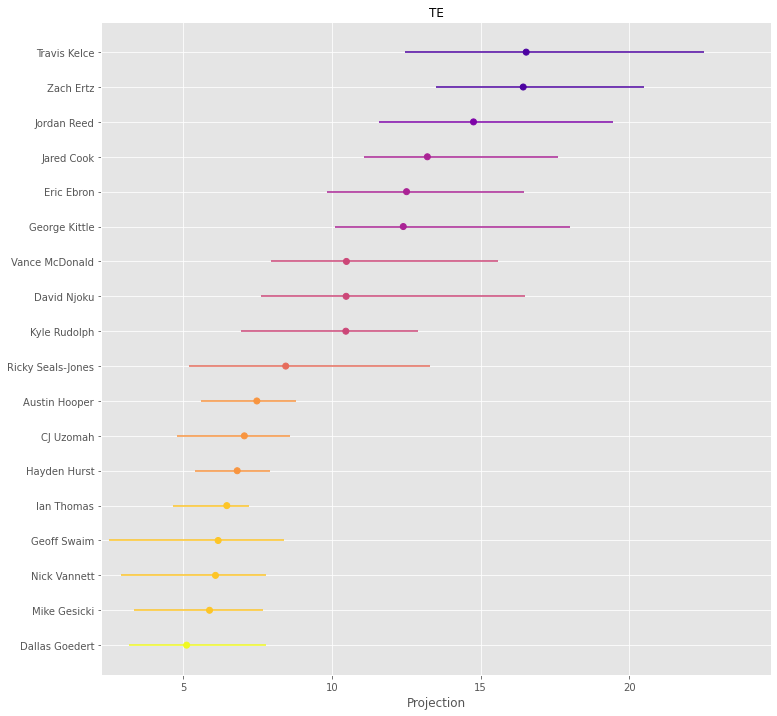 TE
Travis Kelce
Zach Ertz
Jordan Reed
Jared Cook
Eric Ebron
George Kittle
Vance McDonald
David Njoku
Kyle Rudolph
Ricky Seals-Jones
Austin Hooper
CJ Uzomah
Hayden Hurst
Ian Thomas
Geoff Swaim
Nick Vannett
Mike Gesicki
Dallas Goedert
5 10 15 20
Projection